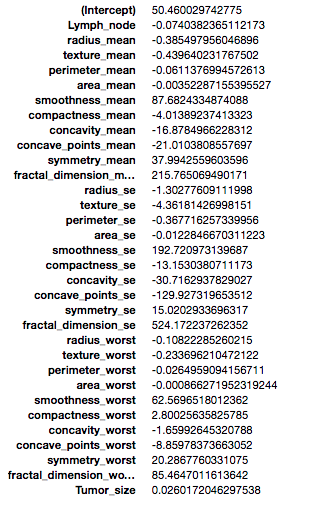 (Intercept) 50.460029742775
Lymph_node -0.0740382365112173
radius_mean -0.385497956046896
texture_mean -0.439640231767502
perimeter_mean -0.0611376994572613
area_mean -0.00352287155395527
smoothness_mean 87.6824334874088
compactness_mean -4.01389237413323
concavity_mean -16.8784966228312
concave_points_mean -21.0103808557697
symmetry_mean 37.9942559603596
fractal_dimension_m... 215.765069490171
radius_se -1.30277609111998
texture_se -4.36181426998151
perimeter_se -0.367716257339956
area_se -0.0122846670311223
smoothness_se 192.720973139687
compactness_se -13.1530380711173
concavity_se -30.7162937829027
concave_points_se -129.927319653512
symmetry_se 15.0202933696317
fractal_dimension_se 524.172237262352
radius_worst -0.10822285260215
texture_worst -0.233696210472122
perimeter_worst -0.0264959094156711
area_worst -0.000866271952319244
smoothness_worst 62.5696518012362
compactness_worst 2.80025635825785
concavity_worst -1.65992645320788
concave_points_worst -8.85978373663052
symmetry_worst 20.2867760331075
fractal_dimension_wo... 85.4647011613642
Tumor_size 0.0260172046297538